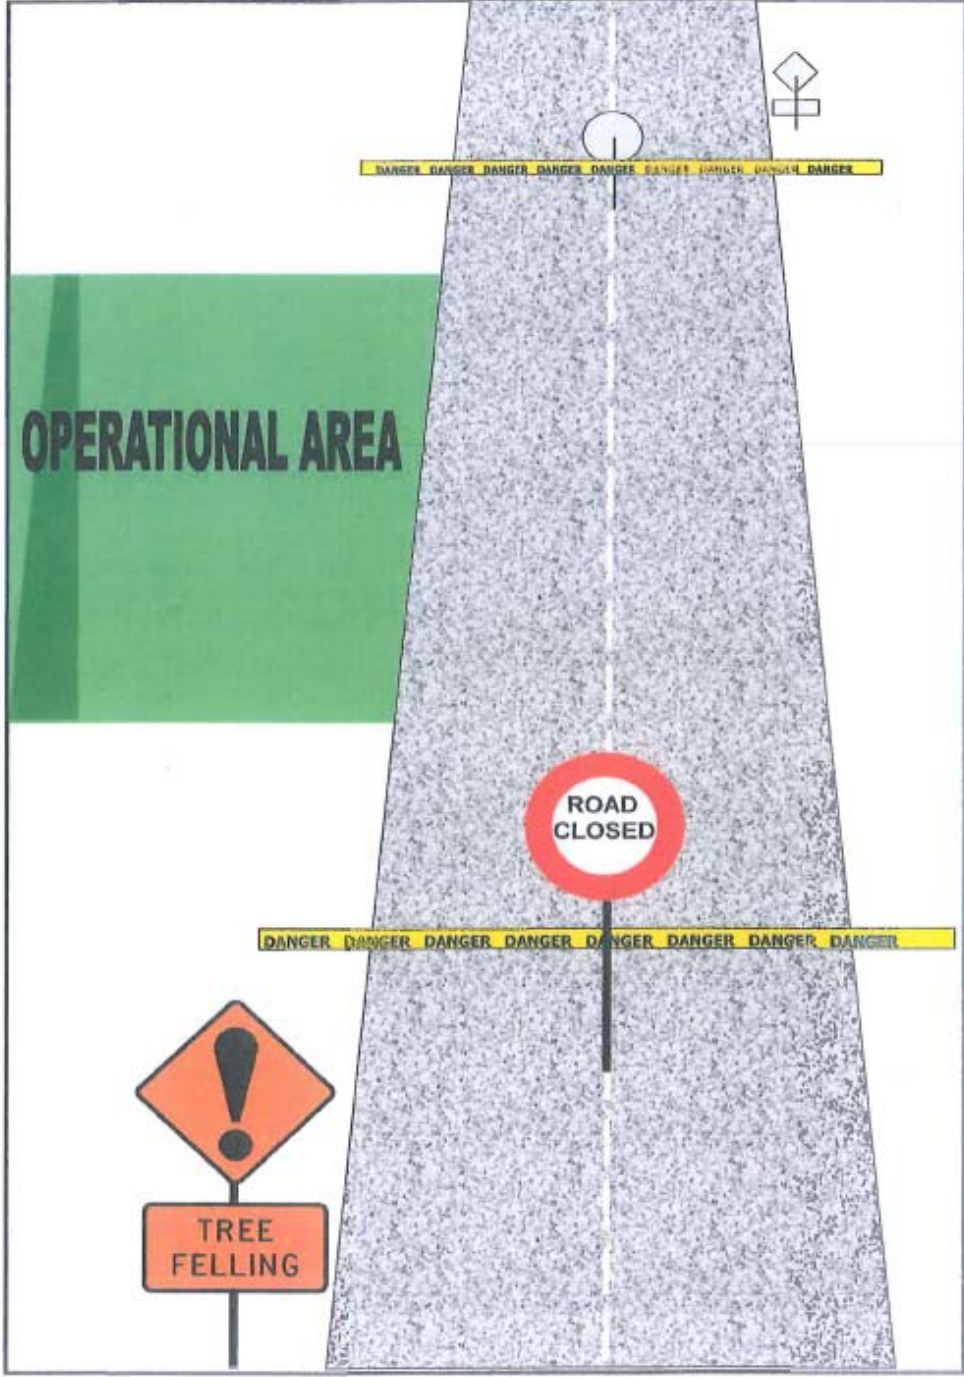 DANGER DANGER DANGER DANGER DANGER DANGER DANGER DANGER DANGER
OPERATIONAL AREA
ROAD
CLOSED
DANGER DANGER DANGER DANGER DANGER DANGER DANGER DANGER
TREE
FELLING